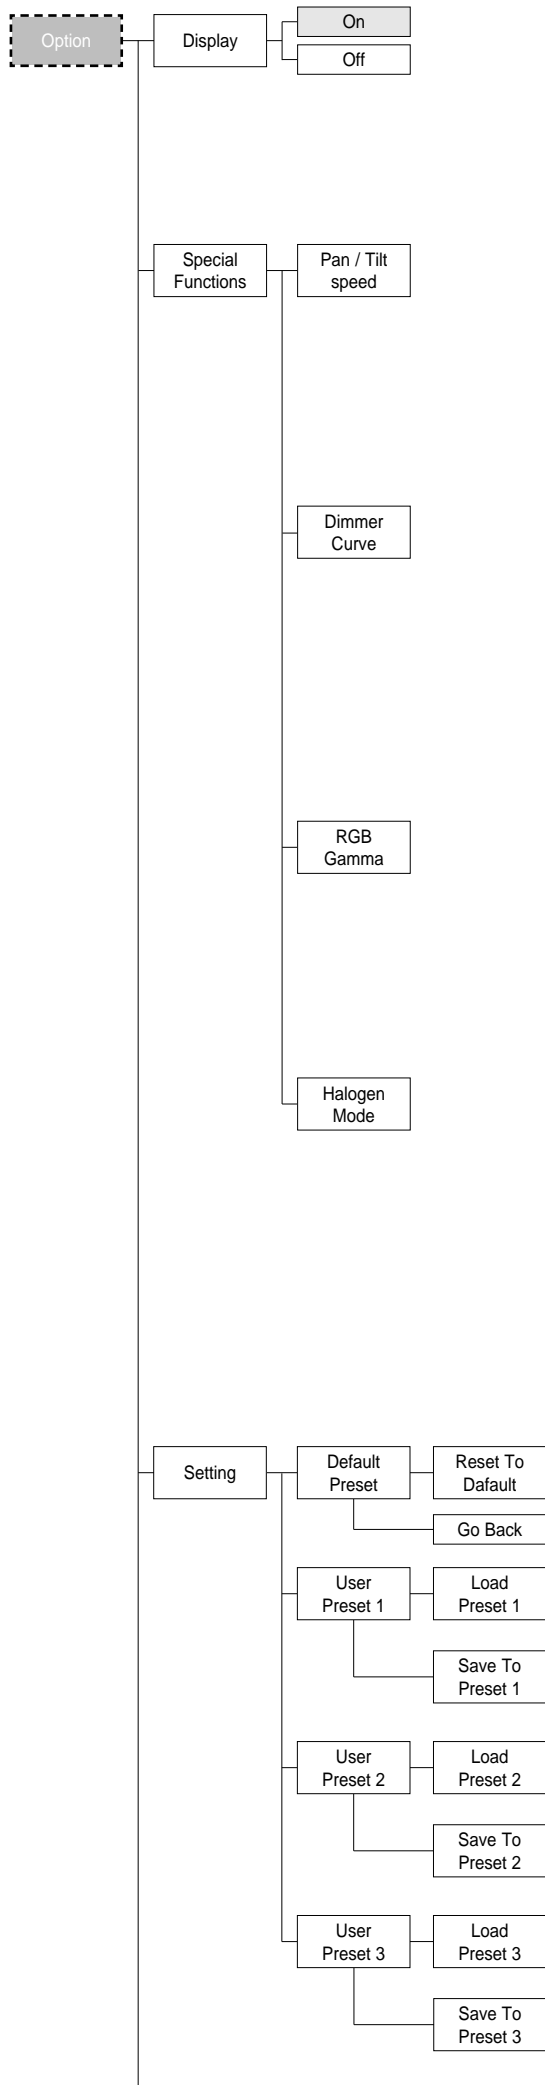 Option
Display
On
Off
Special
Functions
Pan / Tilt
speed
Dimmer
Curve
RGB
Gamma
Halogen
Mode
Setting
Default
Preset
Reset To
Dafault
Go Back
User
Preset 1
Load
Preset 1
Save To
Preset 1
User
Preset 2
Load
Preset 2
Save To
Preset 2
User
Preset 3
Load
Preset 3
Save To
Preset 3